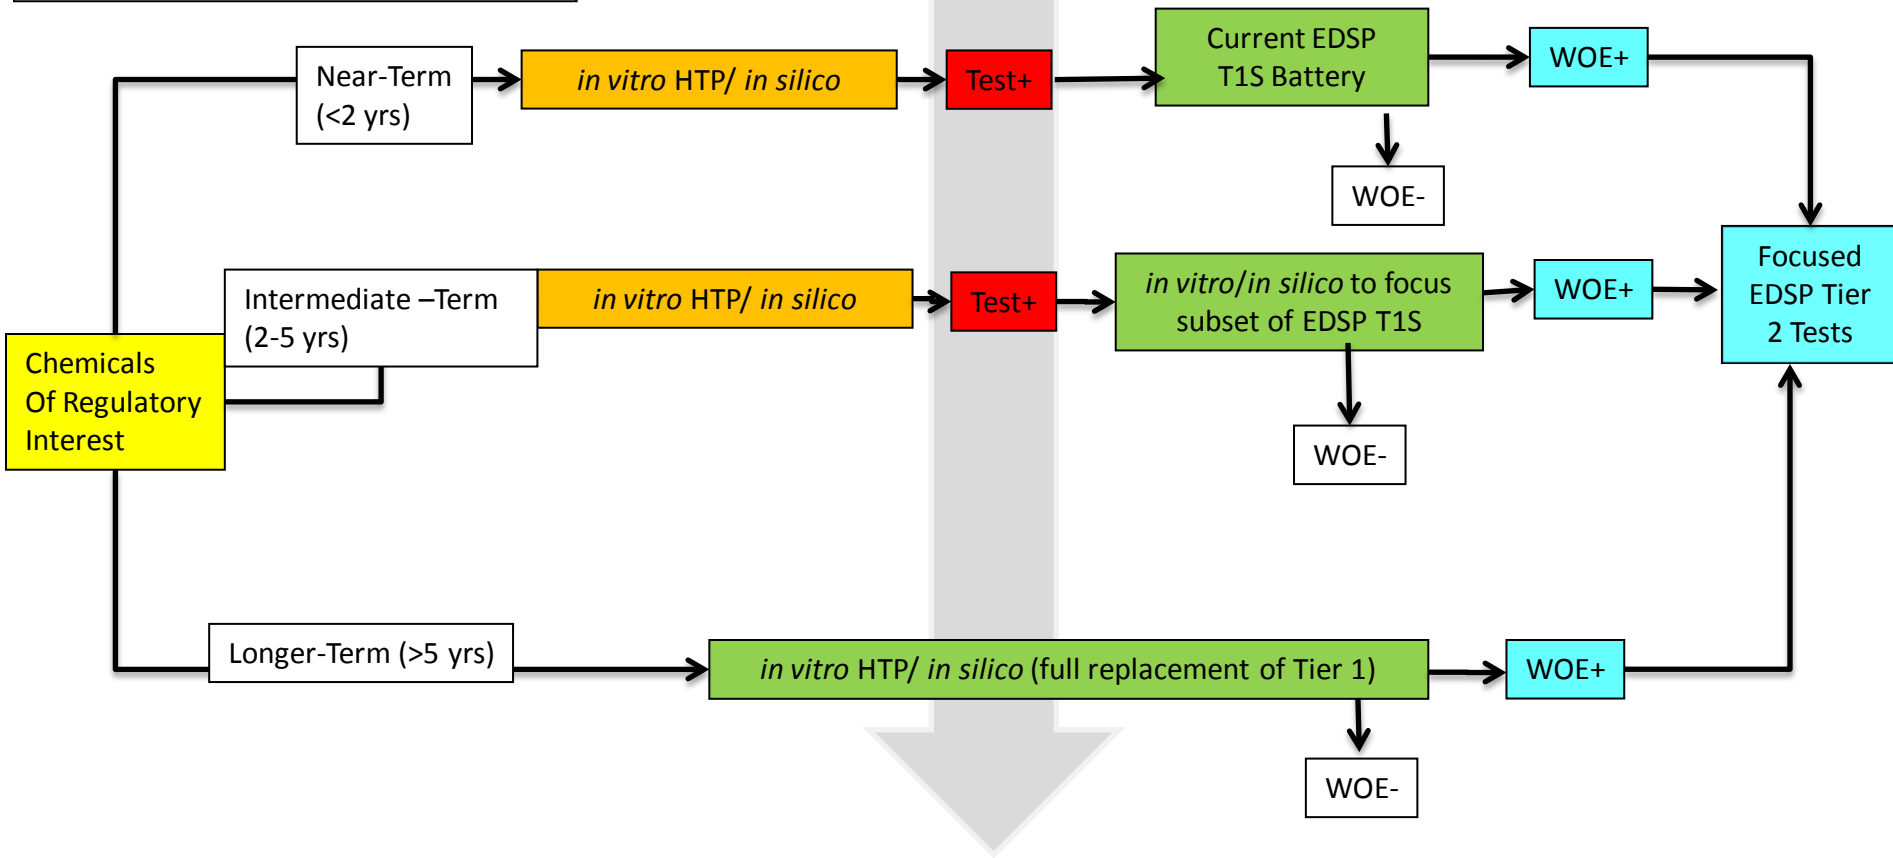 Near-Term
(<2 yrs)
in vitro HTP/ in silico
Test+
Current EDSP
T1S Battery
WOE+
WOE-
Intermediate –Term
(2-5 yrs)
in vitro HTP/ in silico
Test+
in vitro/in silico to focus
subset of EDSP T1S
WOE+
Focused
EDSP Tier
2 Tests
WOE-
Chemicals
Of Regulatory
Interest
Longer-Term (>5 yrs)
in vitro HTP/ in silico (full replacement of Tier 1)
WOE+
WOE-